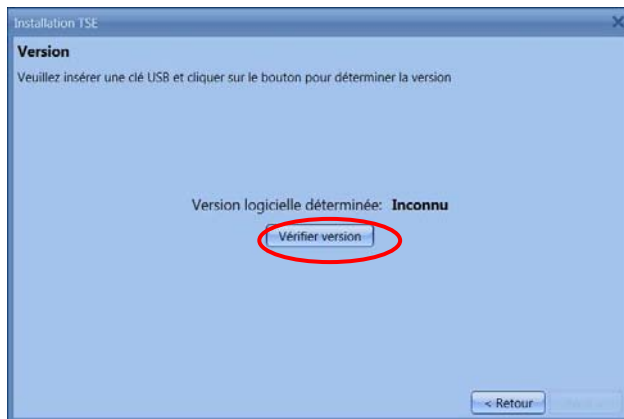 Installation TSE
Version
Veuillez insérer une clé USB et cliquer sur le bouton pour déterminer la version
Version logicielle déterminée: Inconnu
Vérifier version
< Retour